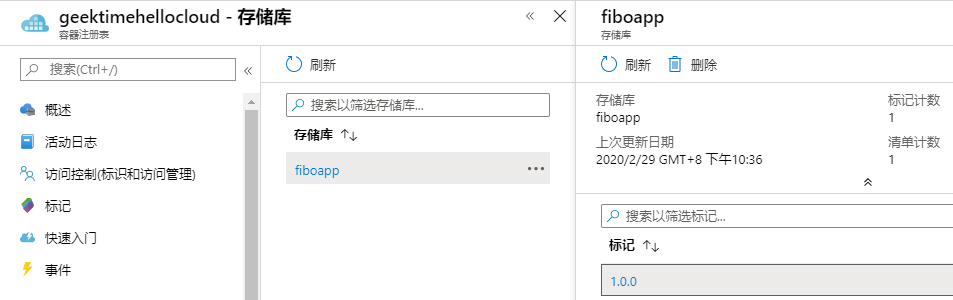 geektimehellocloud - 存储库
容器注册表
搜索(Ctrl+/)
概述
活动日志
访问控制(标识和访问管理)
标记
快速入门
事件
刷新
搜索以筛选存储库...
存储库
fiboapp
fiboapp
存储库
刷新 删除
存储库 标记计数
fiboapp 1
上次更新日期 清单计数
2020/2/29 GMT+8 下午10:36 1
搜索以筛选标记...
标记
1.0.0